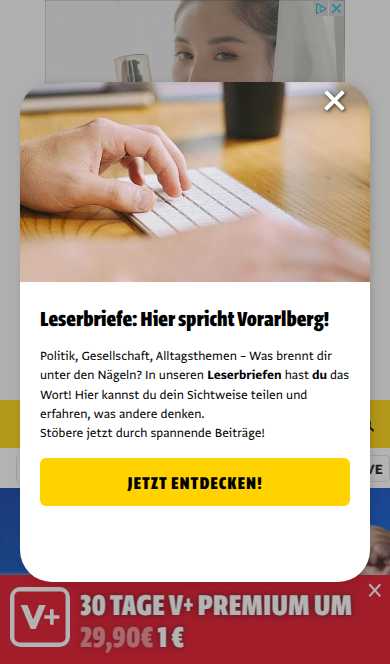 Leserbriefe: Hier spricht Vorarlberg!
Politik, Gesellschaft, Alltagsthemen – Was brennt dir
unter den Nägeln? In unseren Leserbriefen hast du das
Wort! Hier kannst du dein Sichtweise teilen und
erfahren, was andere denken.
Stöbere jetzt durch spannende Beiträge!
JETZT ENTDECKEN!
VE
V+
30 TAGE V+ PREMIUM UM
29,90€ 1 €